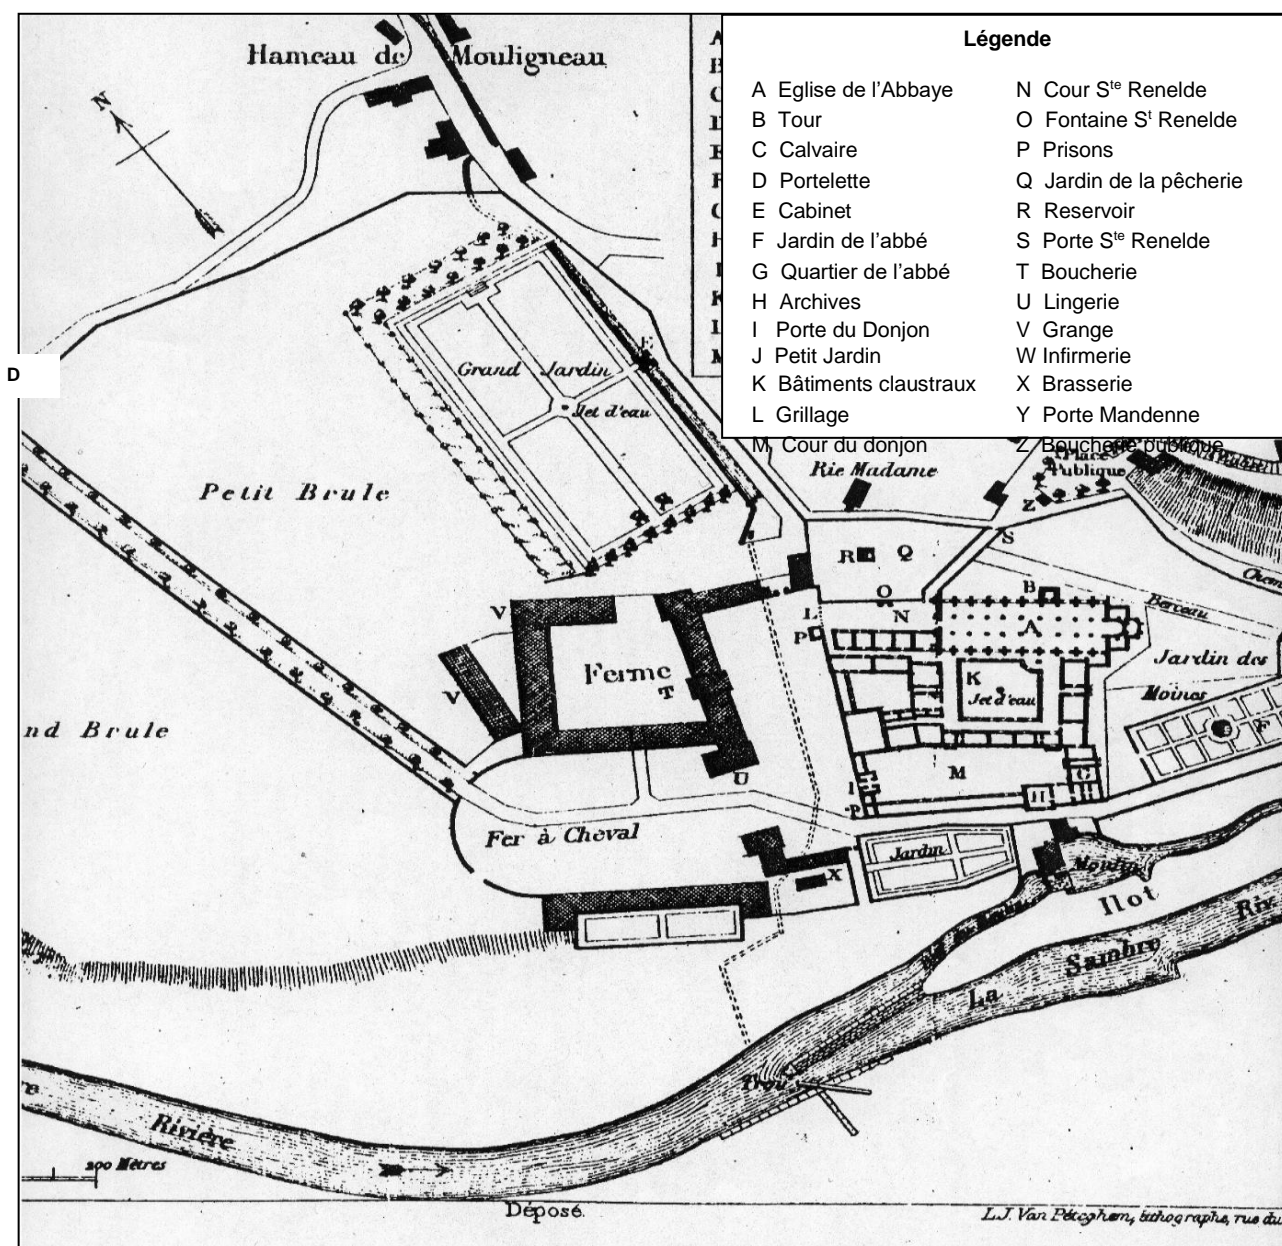 Hameau de Mouligneau
N
Légende
A Eglise de l'Abbaye
B Tour
C Calvaire
D Portelette
E Cabinet
F Jardin de l'abbé
G Quartier de l'abbé
H Archives
I Porte du Donjon
J Petit Jardin
K Bâtiments claustraux
L Grillage
M Cour du donjon
N Cour Ste Renelde
O Fontaine St Renelde
P Prisons
Q Jardin de la pêcherie
R Reservoir
S Porte Ste Renelde
T Boucherie
U Lingerie
V Grange
W Infirmerie
X Brasserie
Y Porte Mandenne
Z Boucherie publique
A
B
C
D
E
F
G
H
I
K
L
M
D
E
Grand Jardin
Jet d'eau
Petit Brule
Rie Madame
Place
Publique
Z
S
R Q
O
N
L
P
B
A
Berceau
Jardin des
Moines
F
K
Jet d'eau
V
V
Ferme
T
U
M
I
P
H
G
nd Brule
Fer à Cheval
Jardin
X
Moulin
Ilot
La Sambre Riv
Rivière
200 Mètres
Déposé.
L.J. Van Péteghem, lithographe, rue du